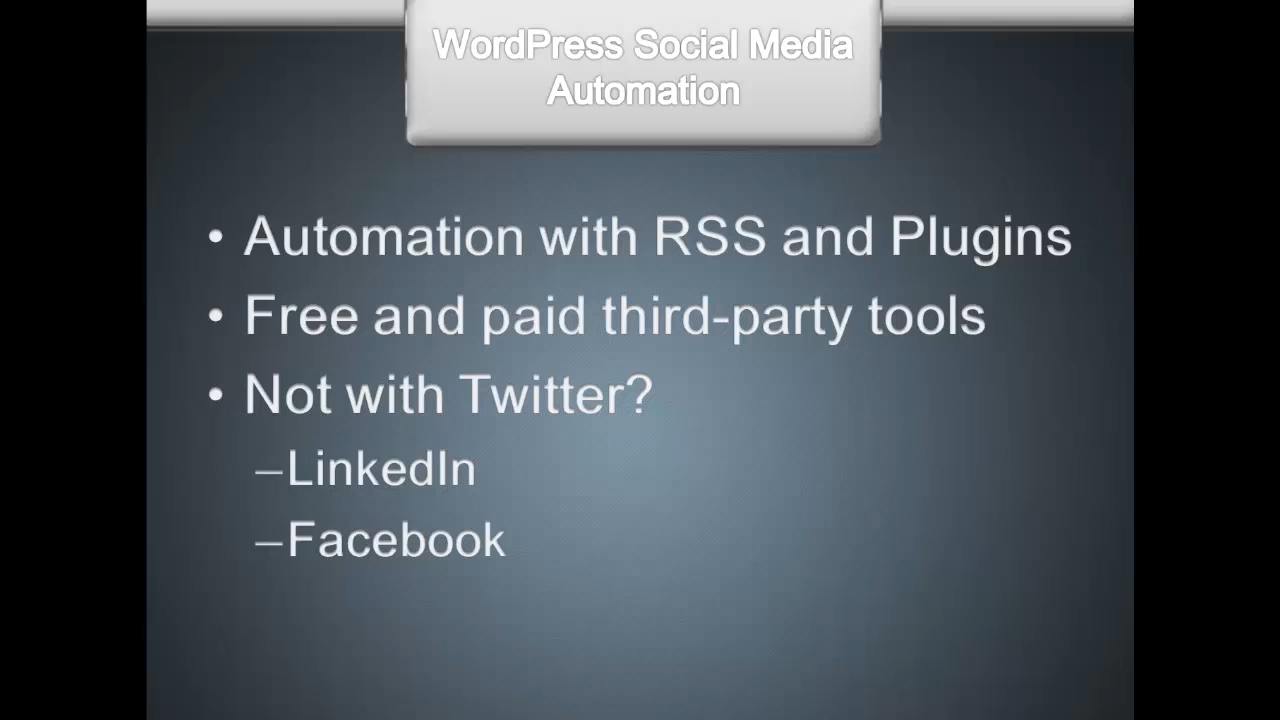 WordPress Social Media
Automation
• Automation with RSS and Plugins
• Free and paid third-party tools
• Not with Twitter?
–LinkedIn
–Facebook